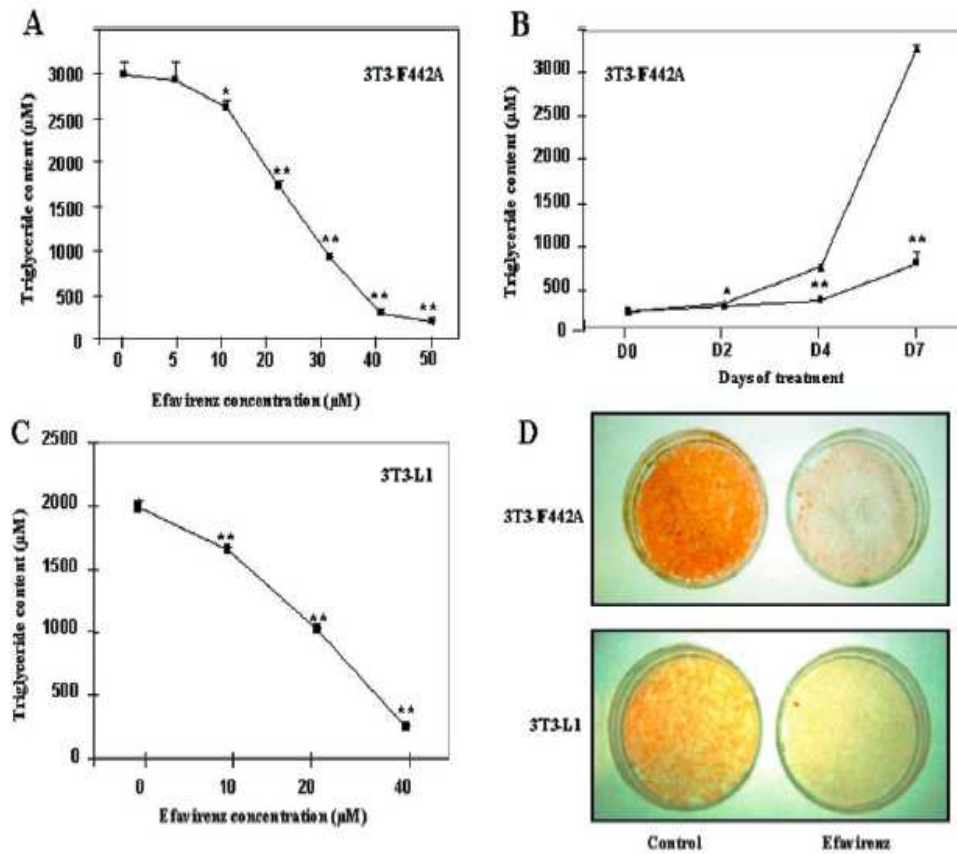 A
3T3-F442A
Triglyceride content (µM)
3000
2500
2000
1500
1000
500
0
*
**
**
**
**
0 5 10 20 30 40 50
Efavirenz concentration (µM)
B
3T3-F442A
Triglyceride content (µM)
3000
2500
2000
1500
1000
500
0
*
**
**
D0 D2 D4 D7
Days of treatment
C
3T3-L1
Triglyceride content (µM)
2500
2000
1500
1000
500
0
**
**
**
0 10 20 40
Efavirenz concentration (µM)
D
3T3-F442A
3T3-L1
Control Efavirenz